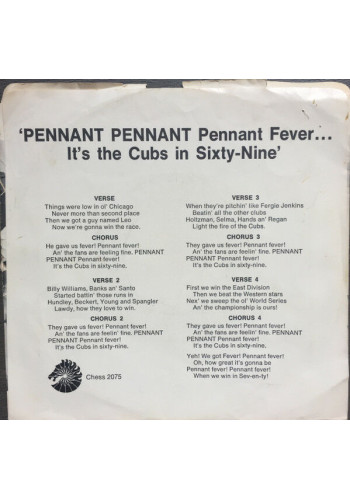 'PENNANT PENNANT Pennant Fever...
It's the Cubs in Sixty-Nine'
VERSE
Things were low in ol' Chicago
Never more than second place
Then we got a guy named Leo
Now we're gonna win the race.
CHORUS
He gave us fever! Pennant fever!
An' the fans are feeling fine. PENNANT
PENNANT Pennant fever!
It's the Cubs in sixty-nine.
VERSE 2
Billy Williams, Banks an' Santo
Started battin' those runs in
Hundley, Beckert, Young and Spangler
Lawdy, how they love to win.
CHORUS 2
They gave us fever! Pennant fever!
An' the fans are feelin' fine. PENNANT
PENNANT Pennant fever!
It's the Cubs in sixty-nine.
Chess 2075
VERSE 3
When they're pitchin' like Fergie Jenkins
Beatin' all the other clubs
Holtzman, Selma, Hands an' Regan
Light the fire of the Cubs.
CHORUS 3
They gave us fever! Pennant fever!
An' the fans are feelin' fine. PENNANT
PENNANT Pennant fever!
It's the Cubs in sixty-nine.
VERSE 4
First we win the East Division
Then we beat the Western stars
Nex' we sweep the ol' World Series
An' the championship is ours!
CHORUS 4
They gave us fever! Pennant fever!
An' the fans are feelin' fine. PENNANT
PENNANT Pennant fever!
It's the Cubs in sixty-nine.
Yeh! We got Fever! Pennant fever!
Oh, how great it's gonna be
Pennant fever! Pennant fever!
When we win in Sev-en-ty!